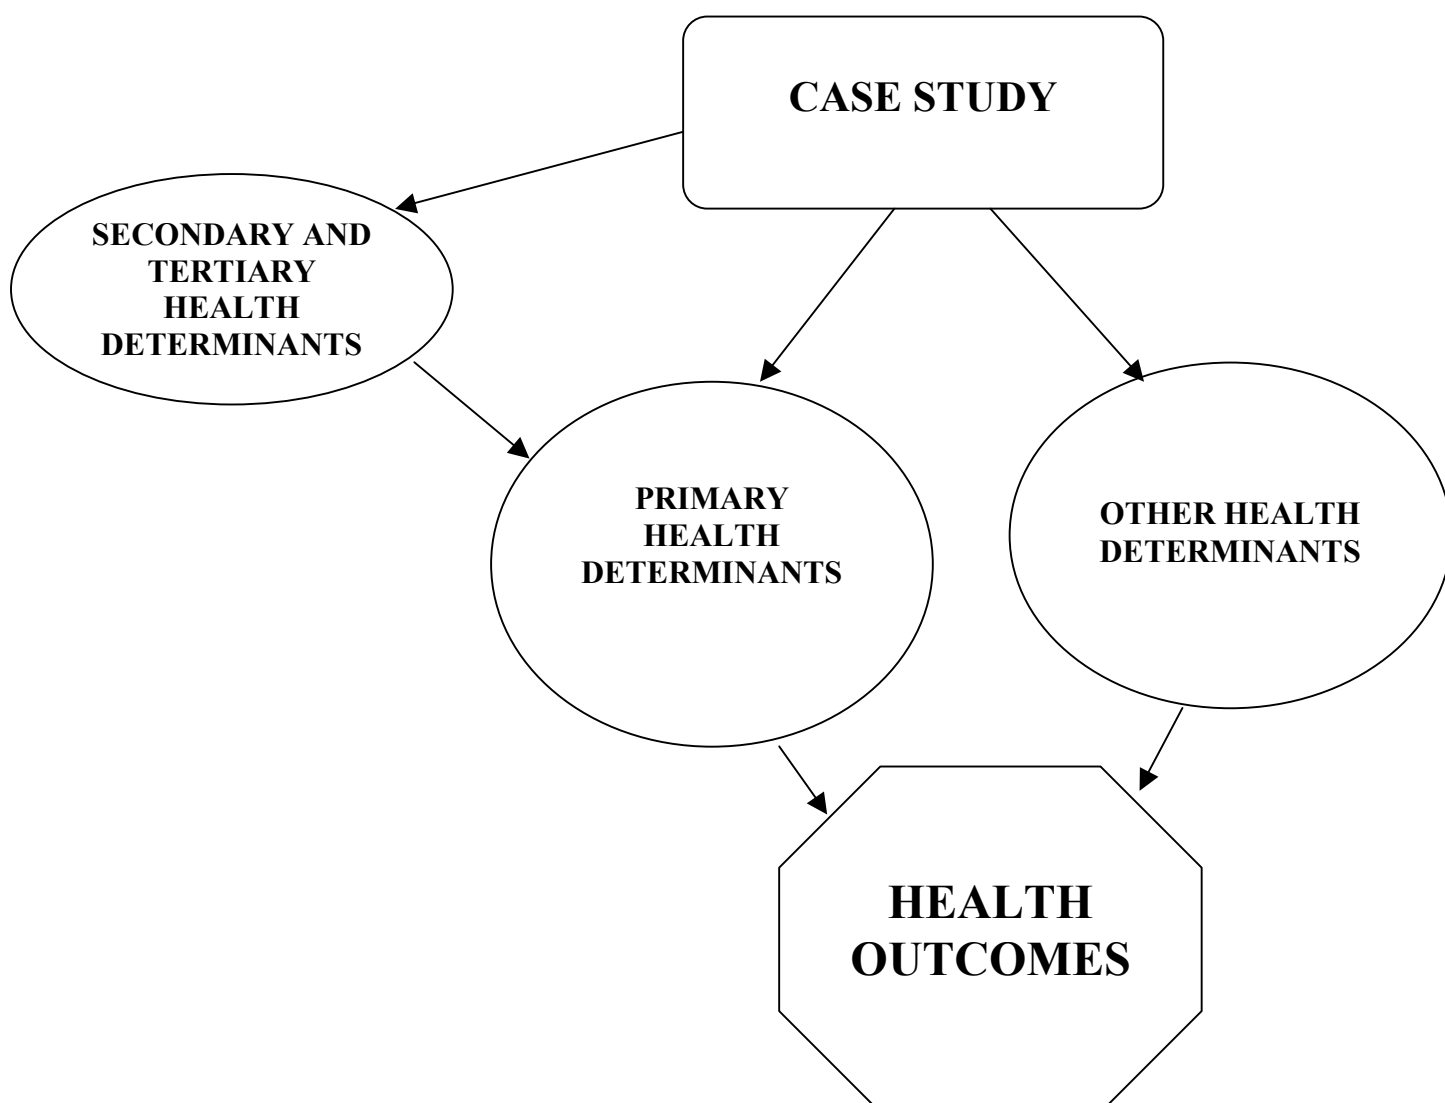 CASE STUDY
SECONDARY AND
TERTIARY
HEALTH
DETERMINANTS
PRIMARY
HEALTH
DETERMINANTS
OTHER HEALTH
DETERMINANTS
HEALTH
OUTCOMES